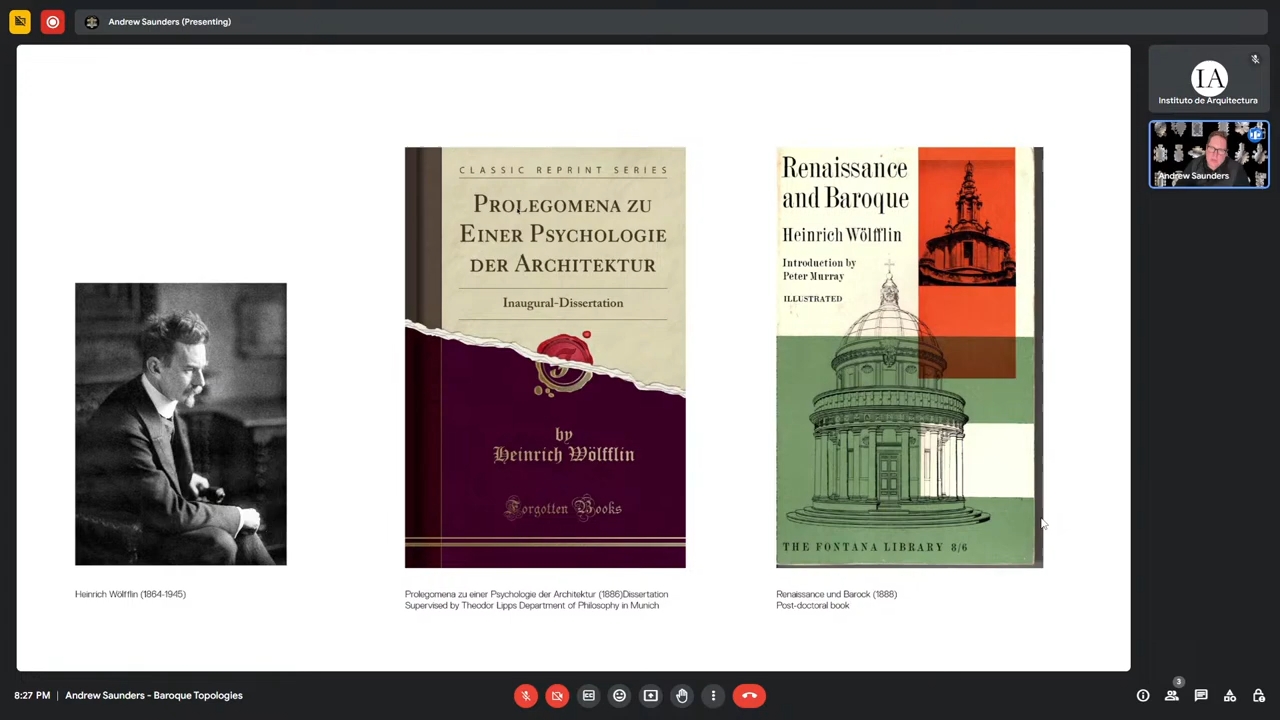 Andrew Saunders (Presenting)
IA
Instituto de Arquitectura
Andrew Saunders
CLASSIC REPRINT SERIES
PROLEGOMENA ZU
EINER PSYCHOLOGIE
DER ARCHITEKTUR
Inaugural-Dissertation
by
Heinrich Wölfflin
Forgotten Books
Renaissance
and Baroque
Heinrich Wölfflin
Introduction by
Peter Murray
ILLUSTRATED
THE FONTANA LIBRARY 8/6
Heinrich Wölfflin (1864-1945)
Prolegomena zu einer Psychologie der Architektur (1886)Dissertation
Supervised by Theodor Lipps Department of Philosophy in Munich
Renaissance und Barock (1888)
Post-doctoral book
8:27 PM | Andrew Saunders - Baroque Topologies
3